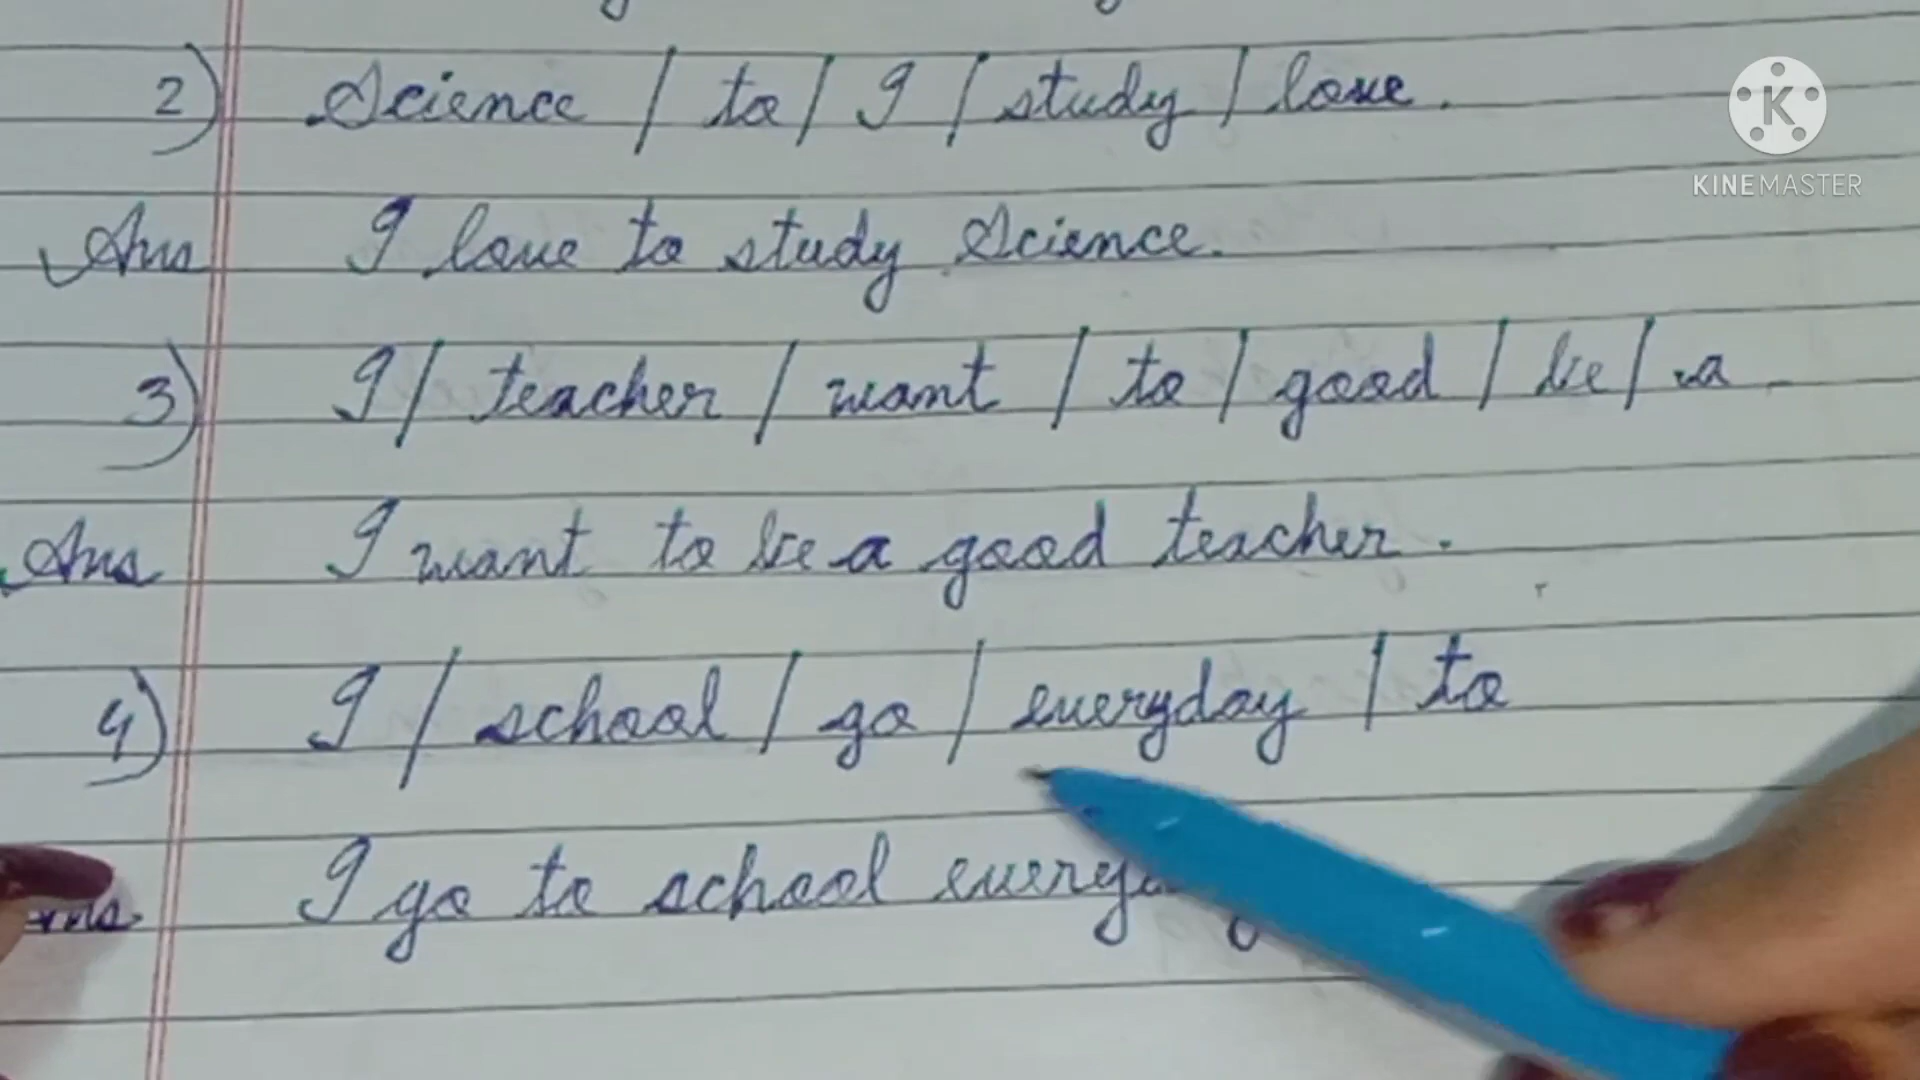 2) Science / to / I / study / love.
Ans I love to study Science.
3) I / teacher / want / to / good / be / a
Ans I want to be a good teacher.
4) I / school / go / everyday / to
I go to school
K
KINEMASTER